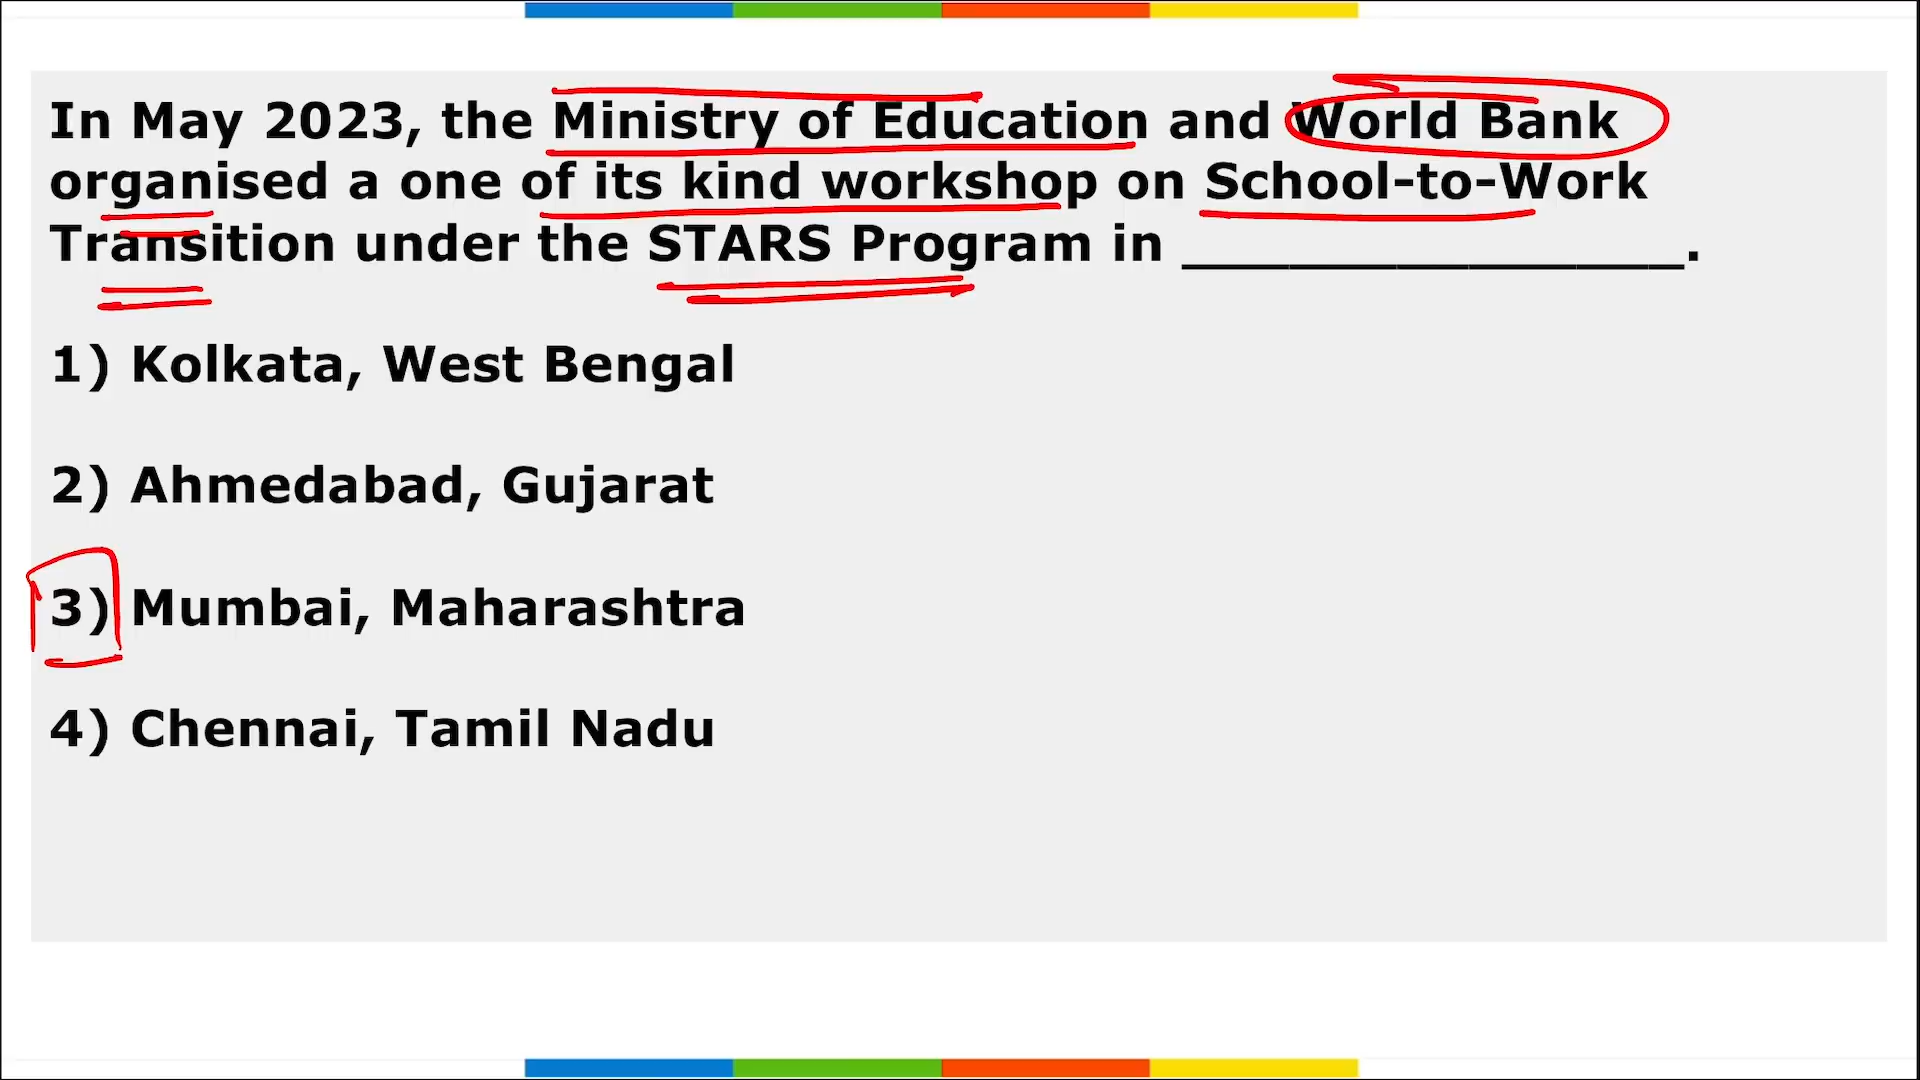 In May 2023, the Ministry of Education and World Bank
organised a one of its kind workshop on School-to-Work
Transition under the STARS Program in _________________.
1) Kolkata, West Bengal
2) Ahmedabad, Gujarat
3) Mumbai, Maharashtra
4) Chennai, Tamil Nadu